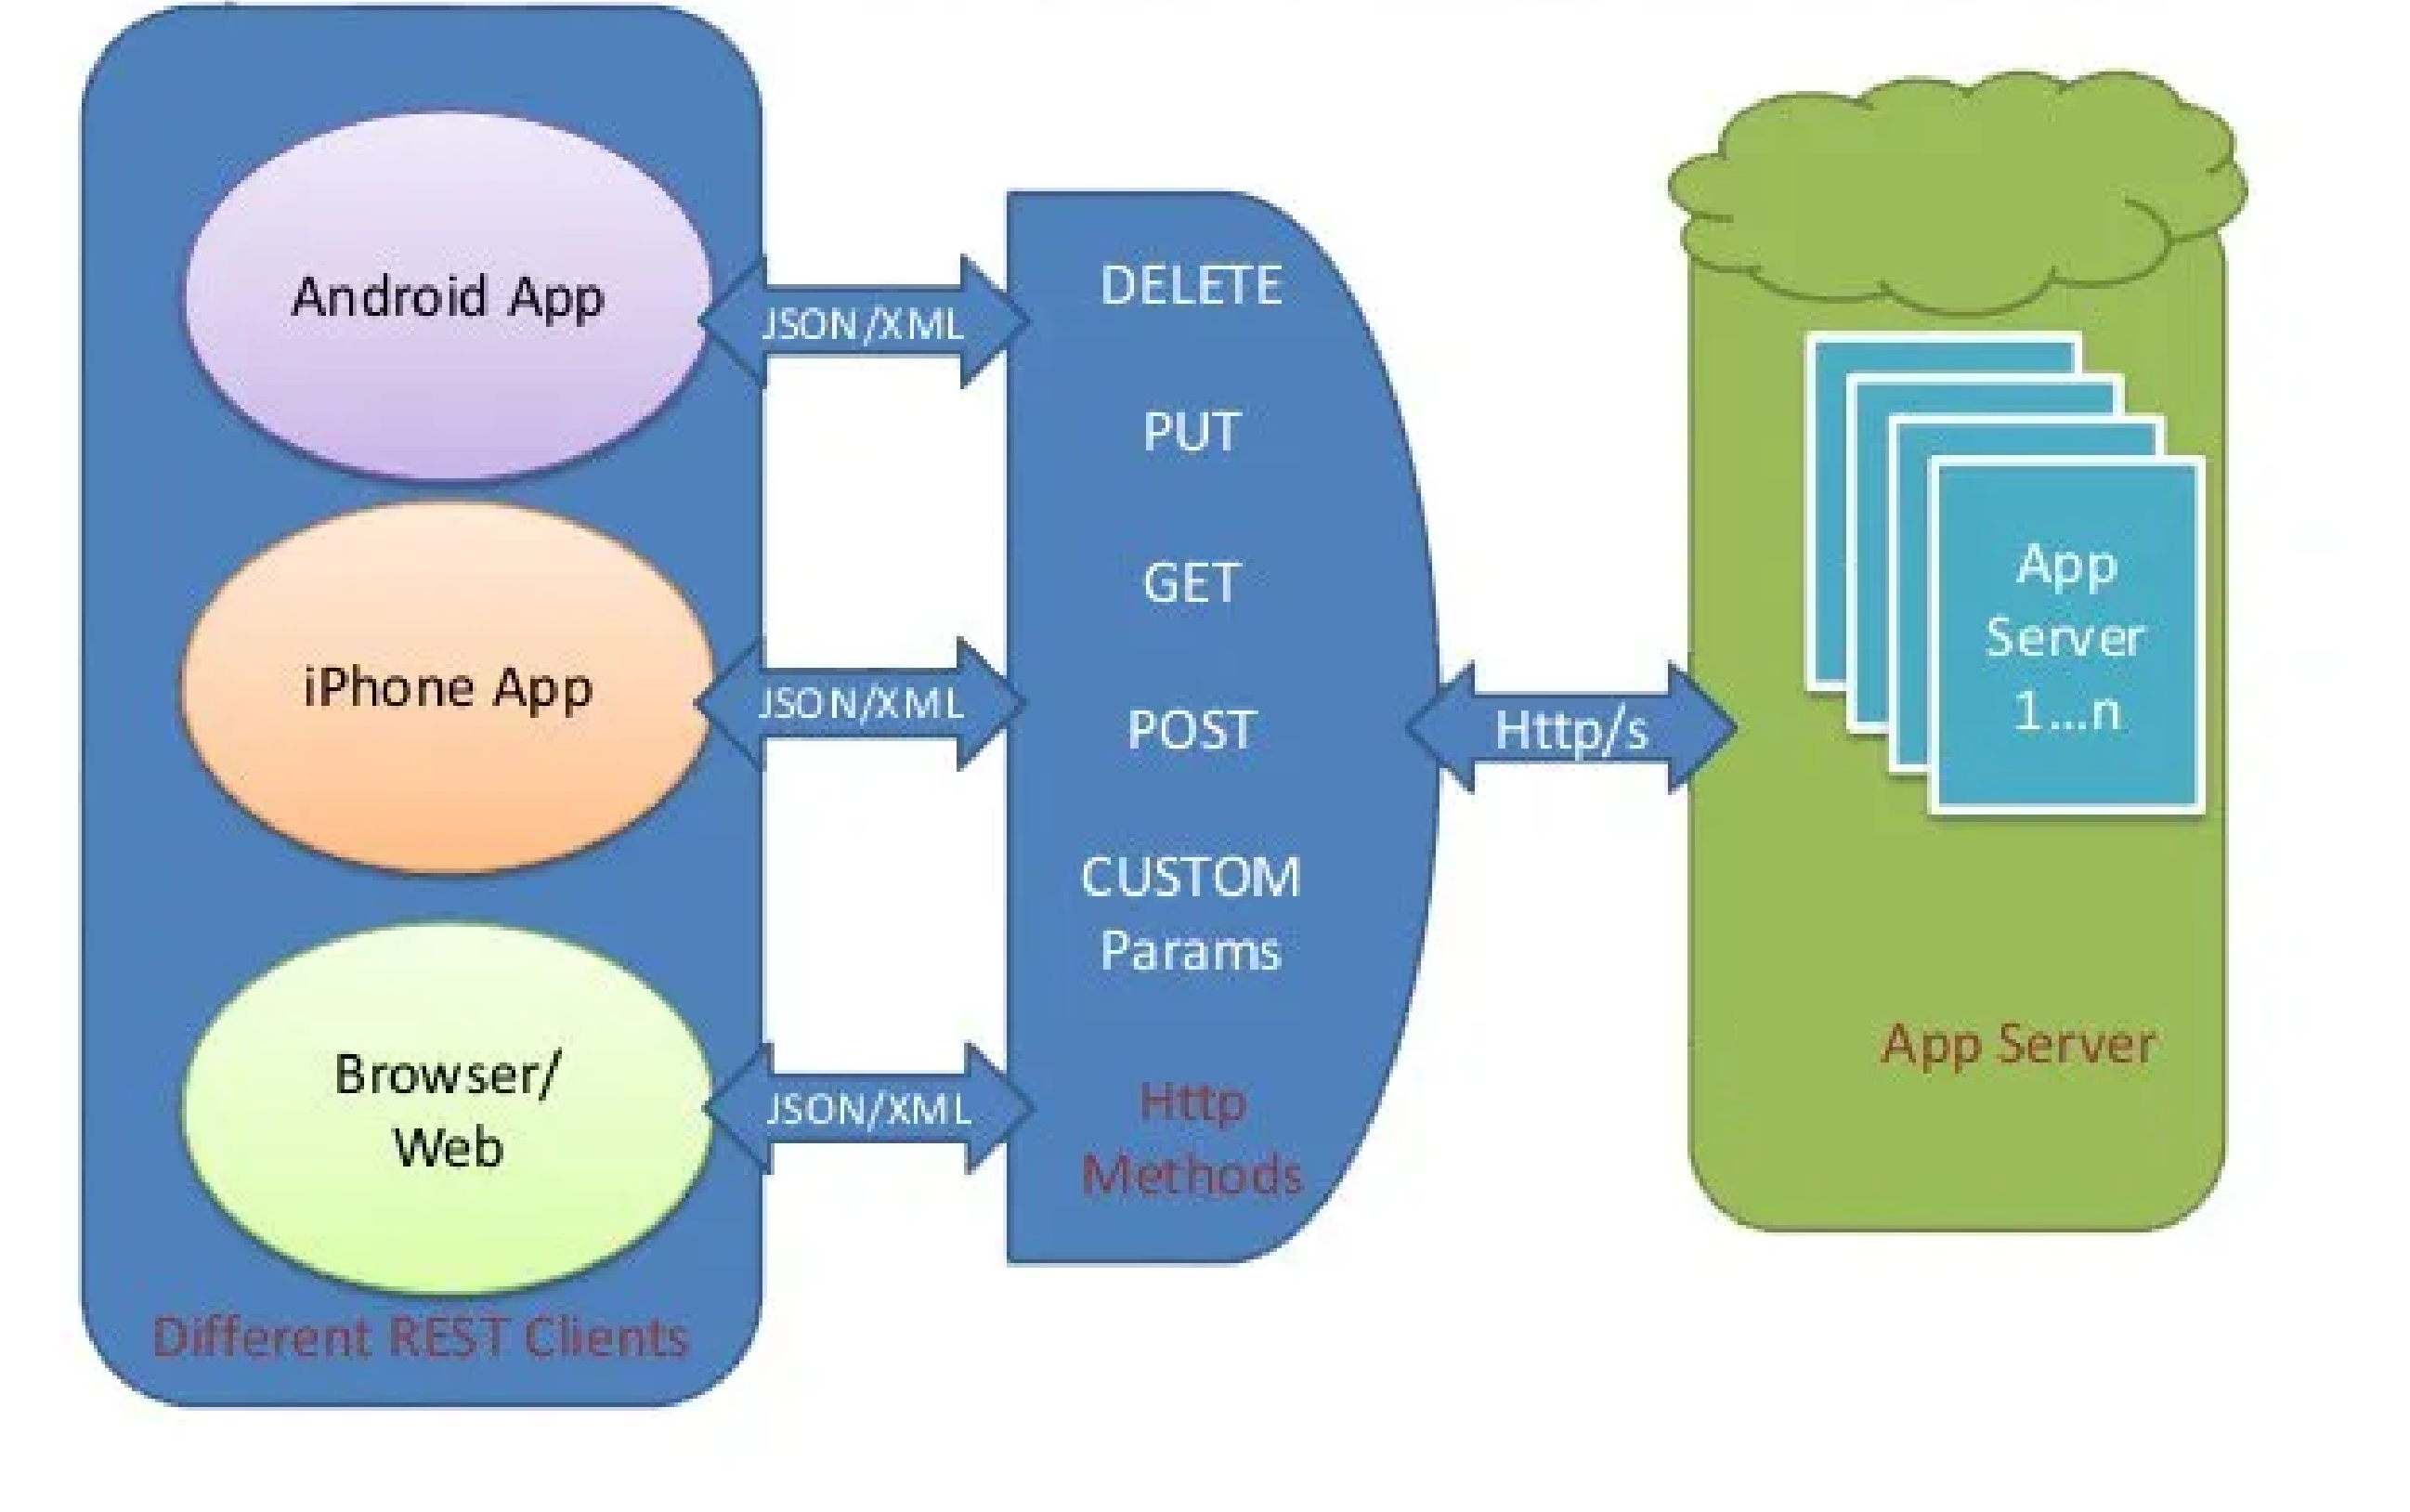 Android App
iPhone App
Browser/
Web
Different REST Clients
JSON/XML
JSON/XML
JSON/XML
DELETE
PUT
GET
POST
CUSTOM
Params
Http
Methods
Http/s
App
Server
1...n
App Server